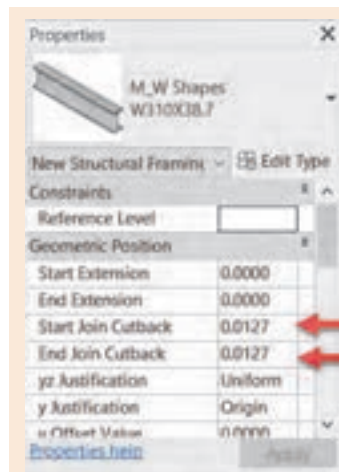 Properties
M_W Shapes
W310X38.7
New Structural Framing
Edit Type
Constraints
Reference Level
Geometric Position
Start Extension 0.0000
End Extension 0.0000
Start Join Cutback 0.0127
End Join Cutback 0.0127
yz Justification Uniform
y Justification Origin
y Offset Value 0.0000
Properties help
Apply